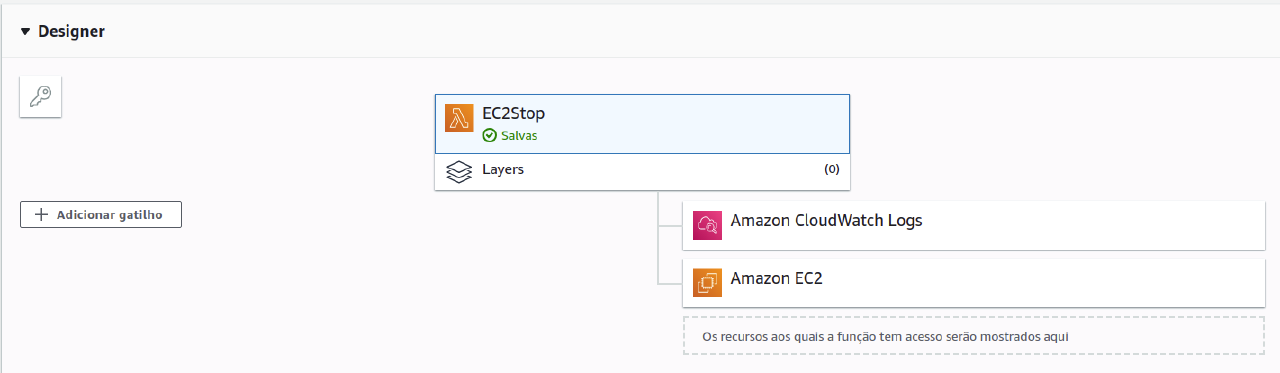 Designer
EC2Stop
Salvas
Layers
(0)
Adicionar gatilho
Amazon CloudWatch Logs
Amazon EC2
Os recursos aos quais a função tem acesso serão mostrados aqui